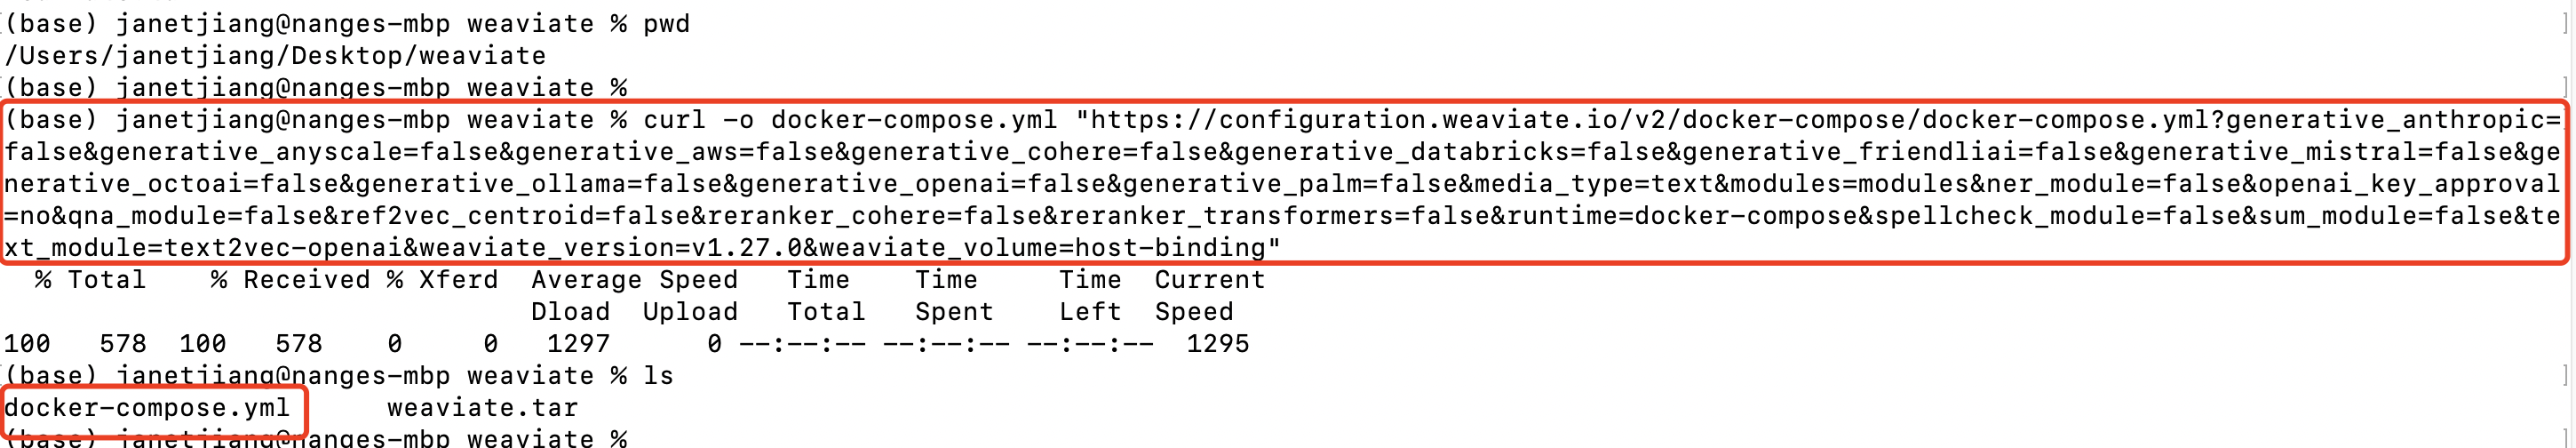 (base) janetjiang@nanges-mbp weaviate % pwd
/Users/janetjiang/Desktop/weaviate
(base) janetjiang@nanges-mbp weaviate %
(base) janetjiang@nanges-mbp weaviate % curl -o docker-compose.yml "https://configuration.weaviate.io/v2/docker-compose/docker-compose.yml?generative_anthropic=
false&generative_anyscale=false&generative_aws=false&generative_cohere=false&generative_databricks=false&generative_friendliai=false&generative_mistral=false&ge
nerative_octoai=false&generative_ollama=false&generative_openai=false&generative_palm=false&media_type=text&modules=modules&ner_module=false&openai_key_approval
=no&qna_module=false&ref2vec_centroid=false&reranker_cohere=false&reranker_transformers=false&runtime=docker-compose&spellcheck_module=false&sum_module=false&te
xt_module=text2vec-openai&weaviate_version=v1.27.0&weaviate_volume=host-binding"
% Total % Received % Xferd Average Speed Time Time Time Current
Dload Upload Total Spent Left Speed
100 578 100 578 0 0 1297 0 --:--:-- --:--:-- --:--:-- 1295
(base) janetjiang@nanges-mbp weaviate % ls
docker-compose.yml weaviate.tar
(base) janetjiang@nanges-mbp weaviate %